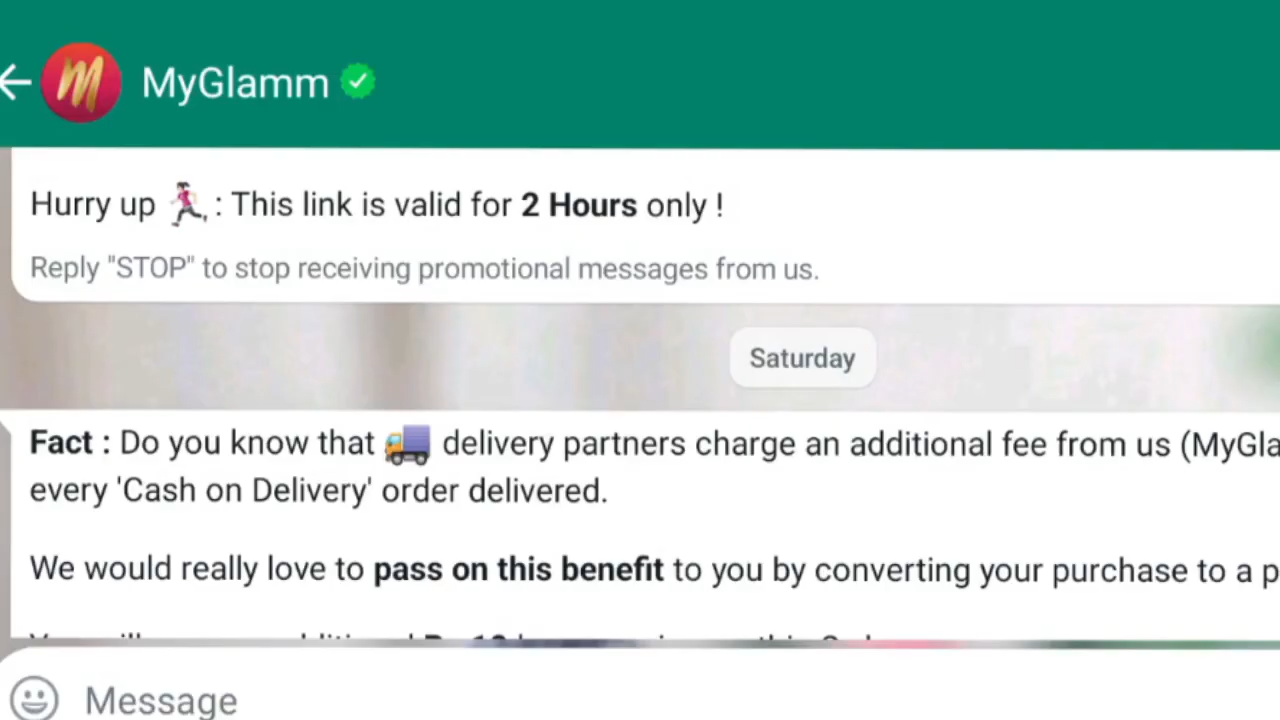 MyGlamm
Hurry up : This link is valid for 2 Hours only !
Reply "STOP" to stop receiving promotional messages from us.
Saturday
Fact : Do you know that delivery partners charge an additional fee from us (MyGla
every 'Cash on Delivery' order delivered.
We would really love to pass on this benefit to you by converting your purchase to a p
Message